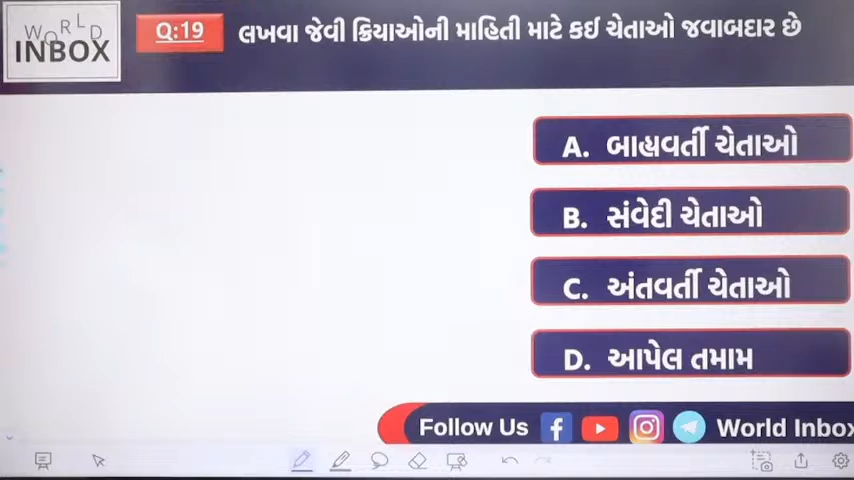 WORLD
INBOX
Q:19
લખવા જેવી ક્રિયાઓની માહિતી માટે કઈ ચેતાઓ જવાબદાર છે
A. બાહ્યવર્તી ચેતાઓ
B. સંવેદી ચેતાઓ
C. અંતવર્તી ચેતાઓ
D. આપેલ તમામ
Follow Us
World Inbox